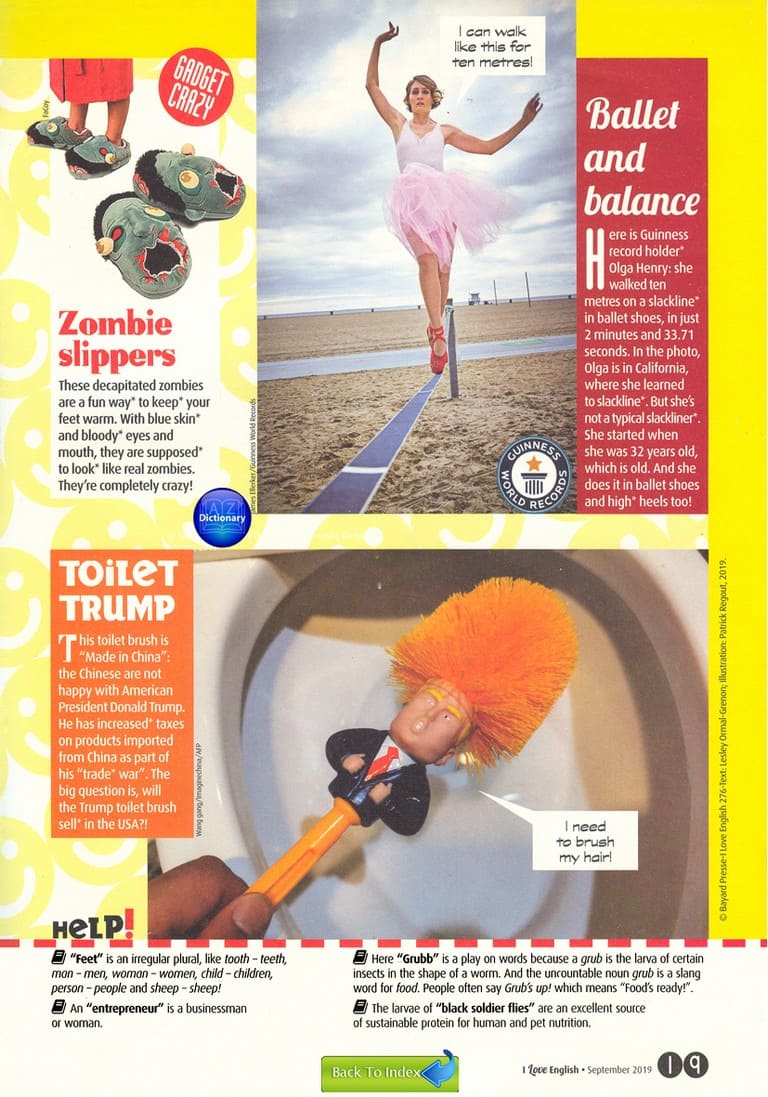 GADGET
CRAZY
FaGoy
Zombie
slippers
These decapitated zombies
are a fun way* to keep* your
feet warm. With blue skin*
and bloody* eyes and
mouth, they are supposed*
to look* like real zombies.
They're completely crazy!
I can walk
like this for
ten metres!
James Ellerker/Guinness World Records
GUINNESS
WORLD RECORDS
Ballet
and
balance
Here is Guinness
record holder*
Olga Henry: she
walked ten
metres on a slackline*
in ballet shoes, in just
2 minutes and 33.71
seconds. In the photo,
Olga is in California,
where she learned
to slackline*. But she's
not a typical slackliner*.
She started when
she was 32 years old,
which is old. And she
does it in ballet shoes
and high* heels too!
A Z
Dictionary
TOILET
TRUMP
This toilet brush is
"Made in China":
the Chinese are not
happy with American
President Donald Trump.
He has increased* taxes
on products imported
from China as part of
his "trade* war". The
big question is, will
the Trump toilet brush
sell* in the USA?!
Wang gang/Imaginechina/AFP
I need
to brush
my hair!
© Bayard Presse-I Love English 276-Text: Lesley Ormal-Grenon; Illustration: Patrick Regout, 2019.
HELP!
"Feet" is an irregular plural, like tooth – teeth,
man – men, woman – women, child – children,
person – people and sheep – sheep!
An "entrepreneur" is a businessman
or woman.
Here "Grubb" is a play on words because a grub is the larva of certain
insects in the shape of a worm. And the uncountable noun grub is a slang
word for food. People often say Grub's up! which means "Food's ready!".
The larvae of "black soldier flies" are an excellent source
of sustainable protein for human and pet nutrition.
Back To Index
I Love English • September 2019 19